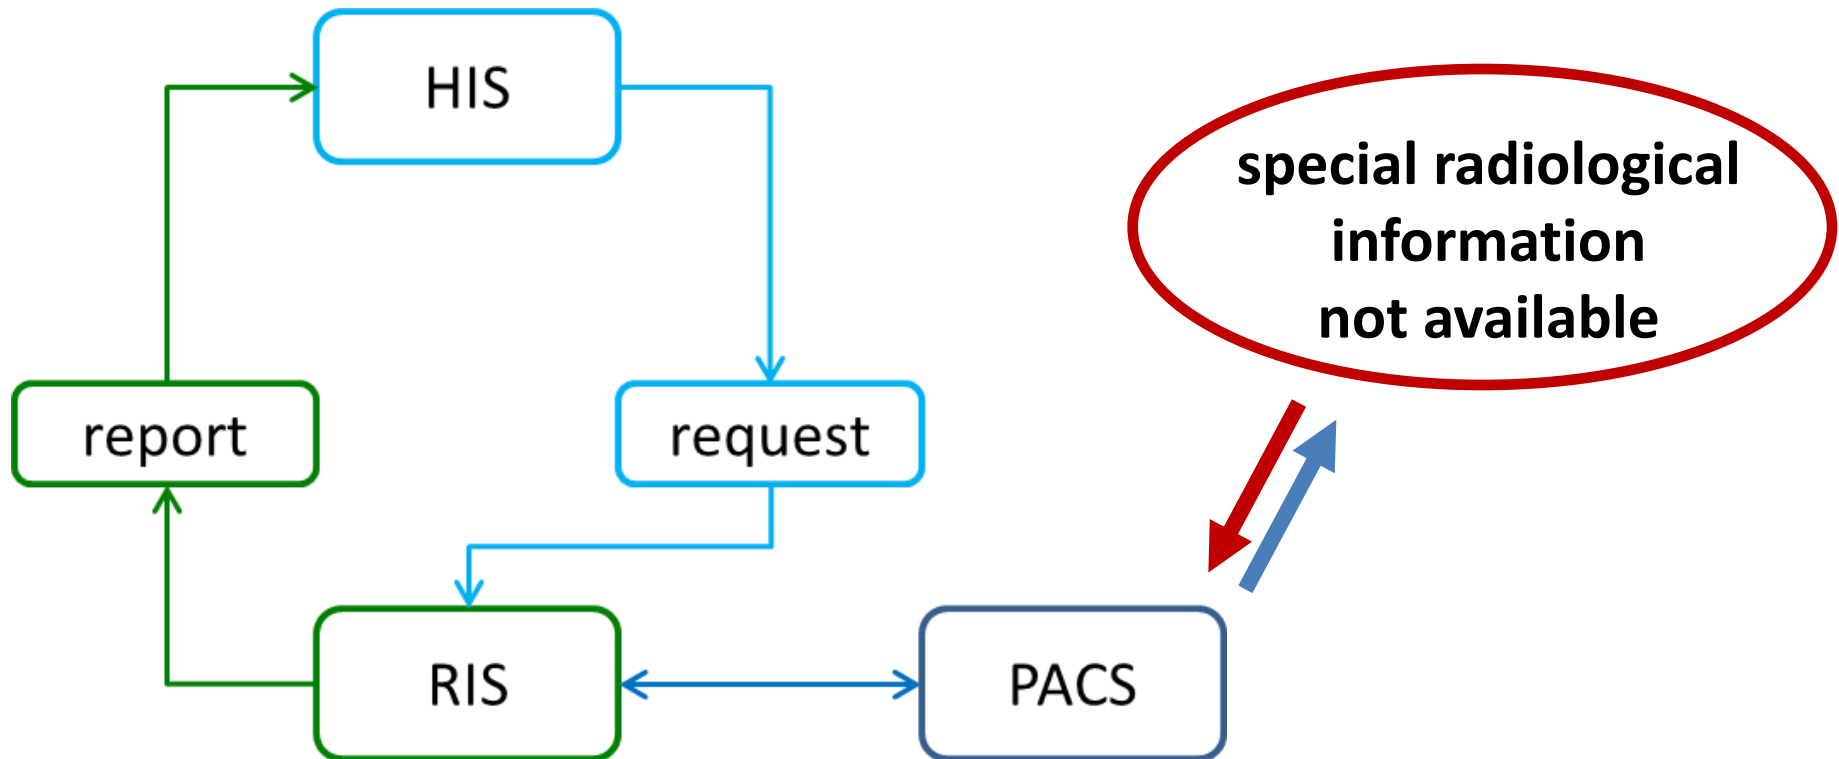 HIS
special radiological
information
not available
report
request
RIS
PACS